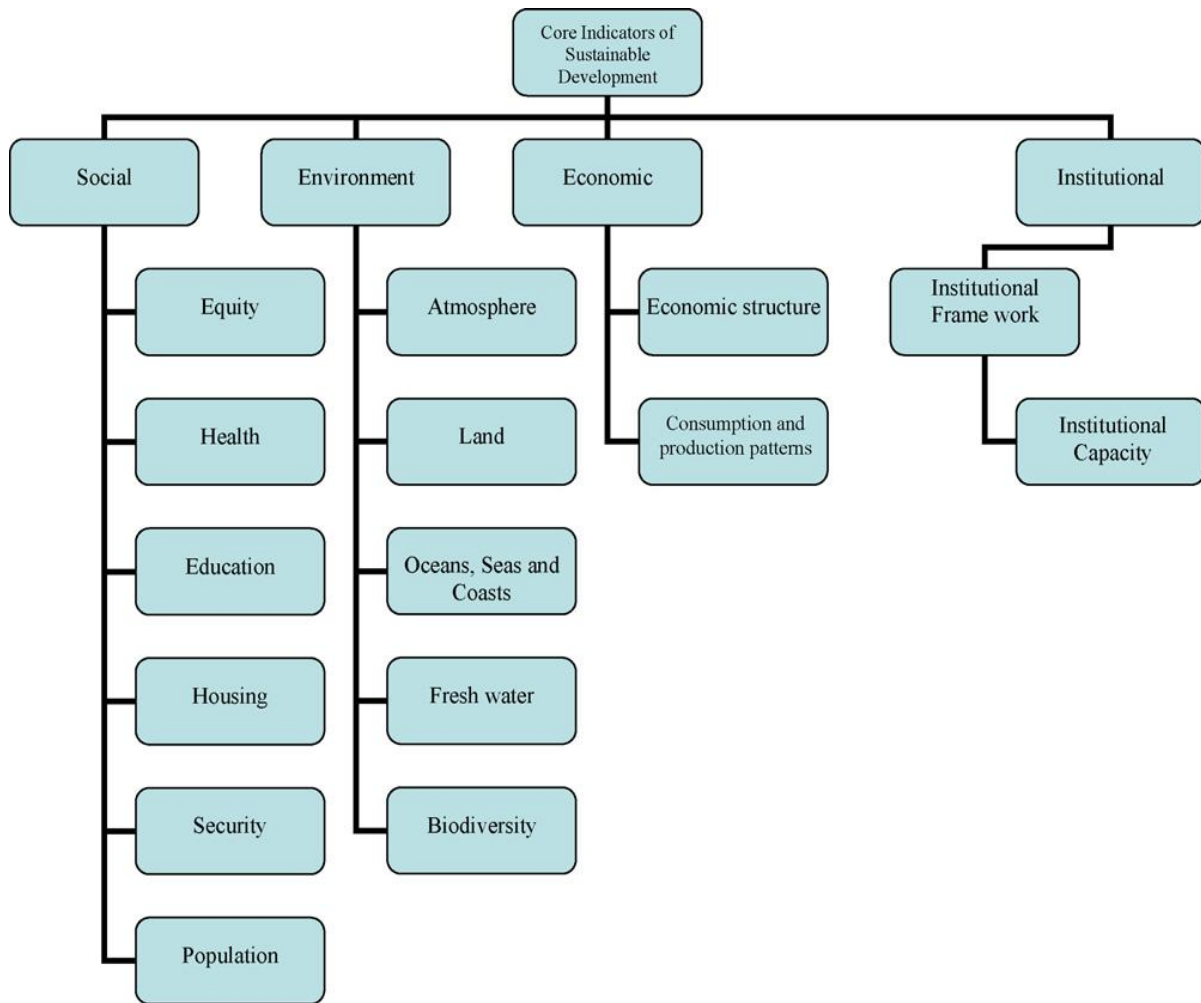 Core Indicators of
Sustainable
Development
Social
Environment
Economic
Institutional
Equity
Atmosphere
Economic structure
Institutional
Frame work
Health
Land
Consumption and
production patterns
Institutional
Capacity
Education
Oceans, Seas and
Coasts
Housing
Fresh water
Security
Biodiversity
Population